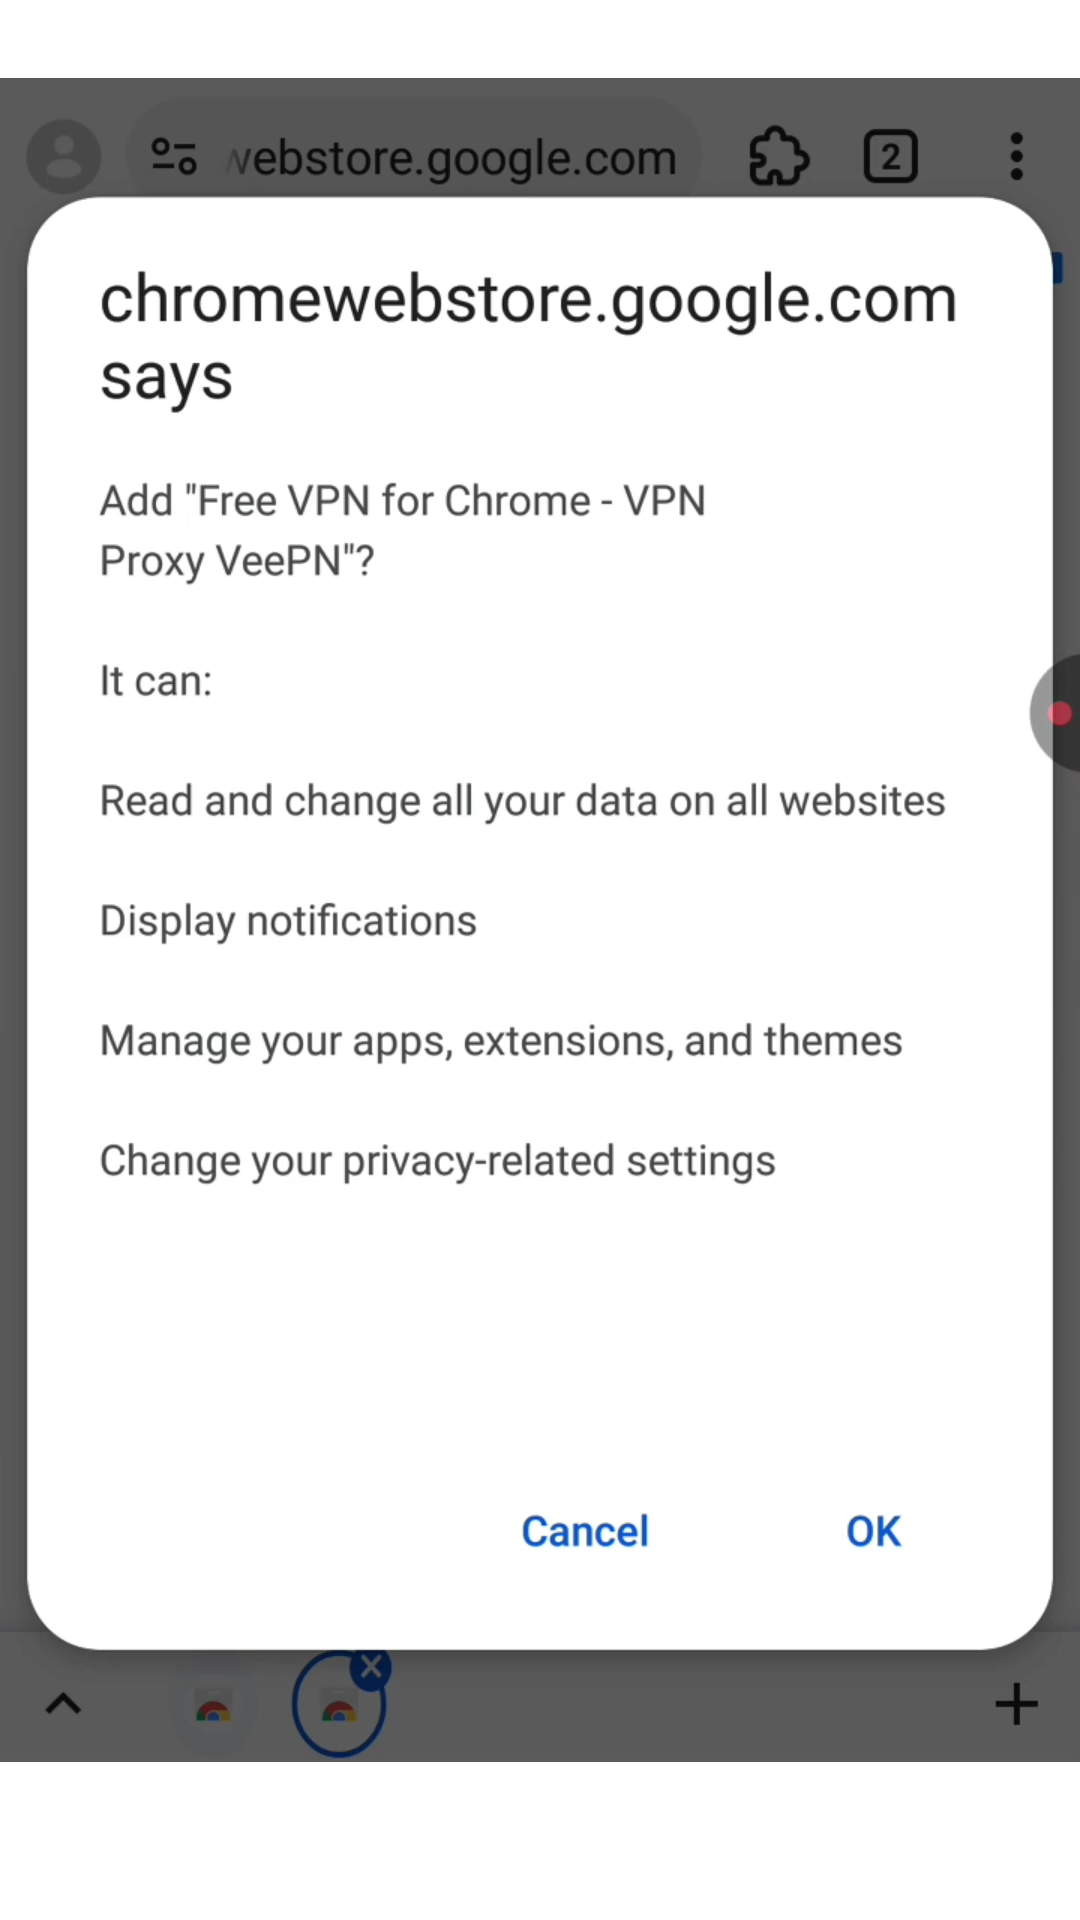 vebstore.google.com
2
chromewebstore.google.com
says
Add "Free VPN for Chrome - VPN
Proxy VeePN"?
It can:
Read and change all your data on all websites
Display notifications
Manage your apps, extensions, and themes
Change your privacy-related settings
Cancel
OK